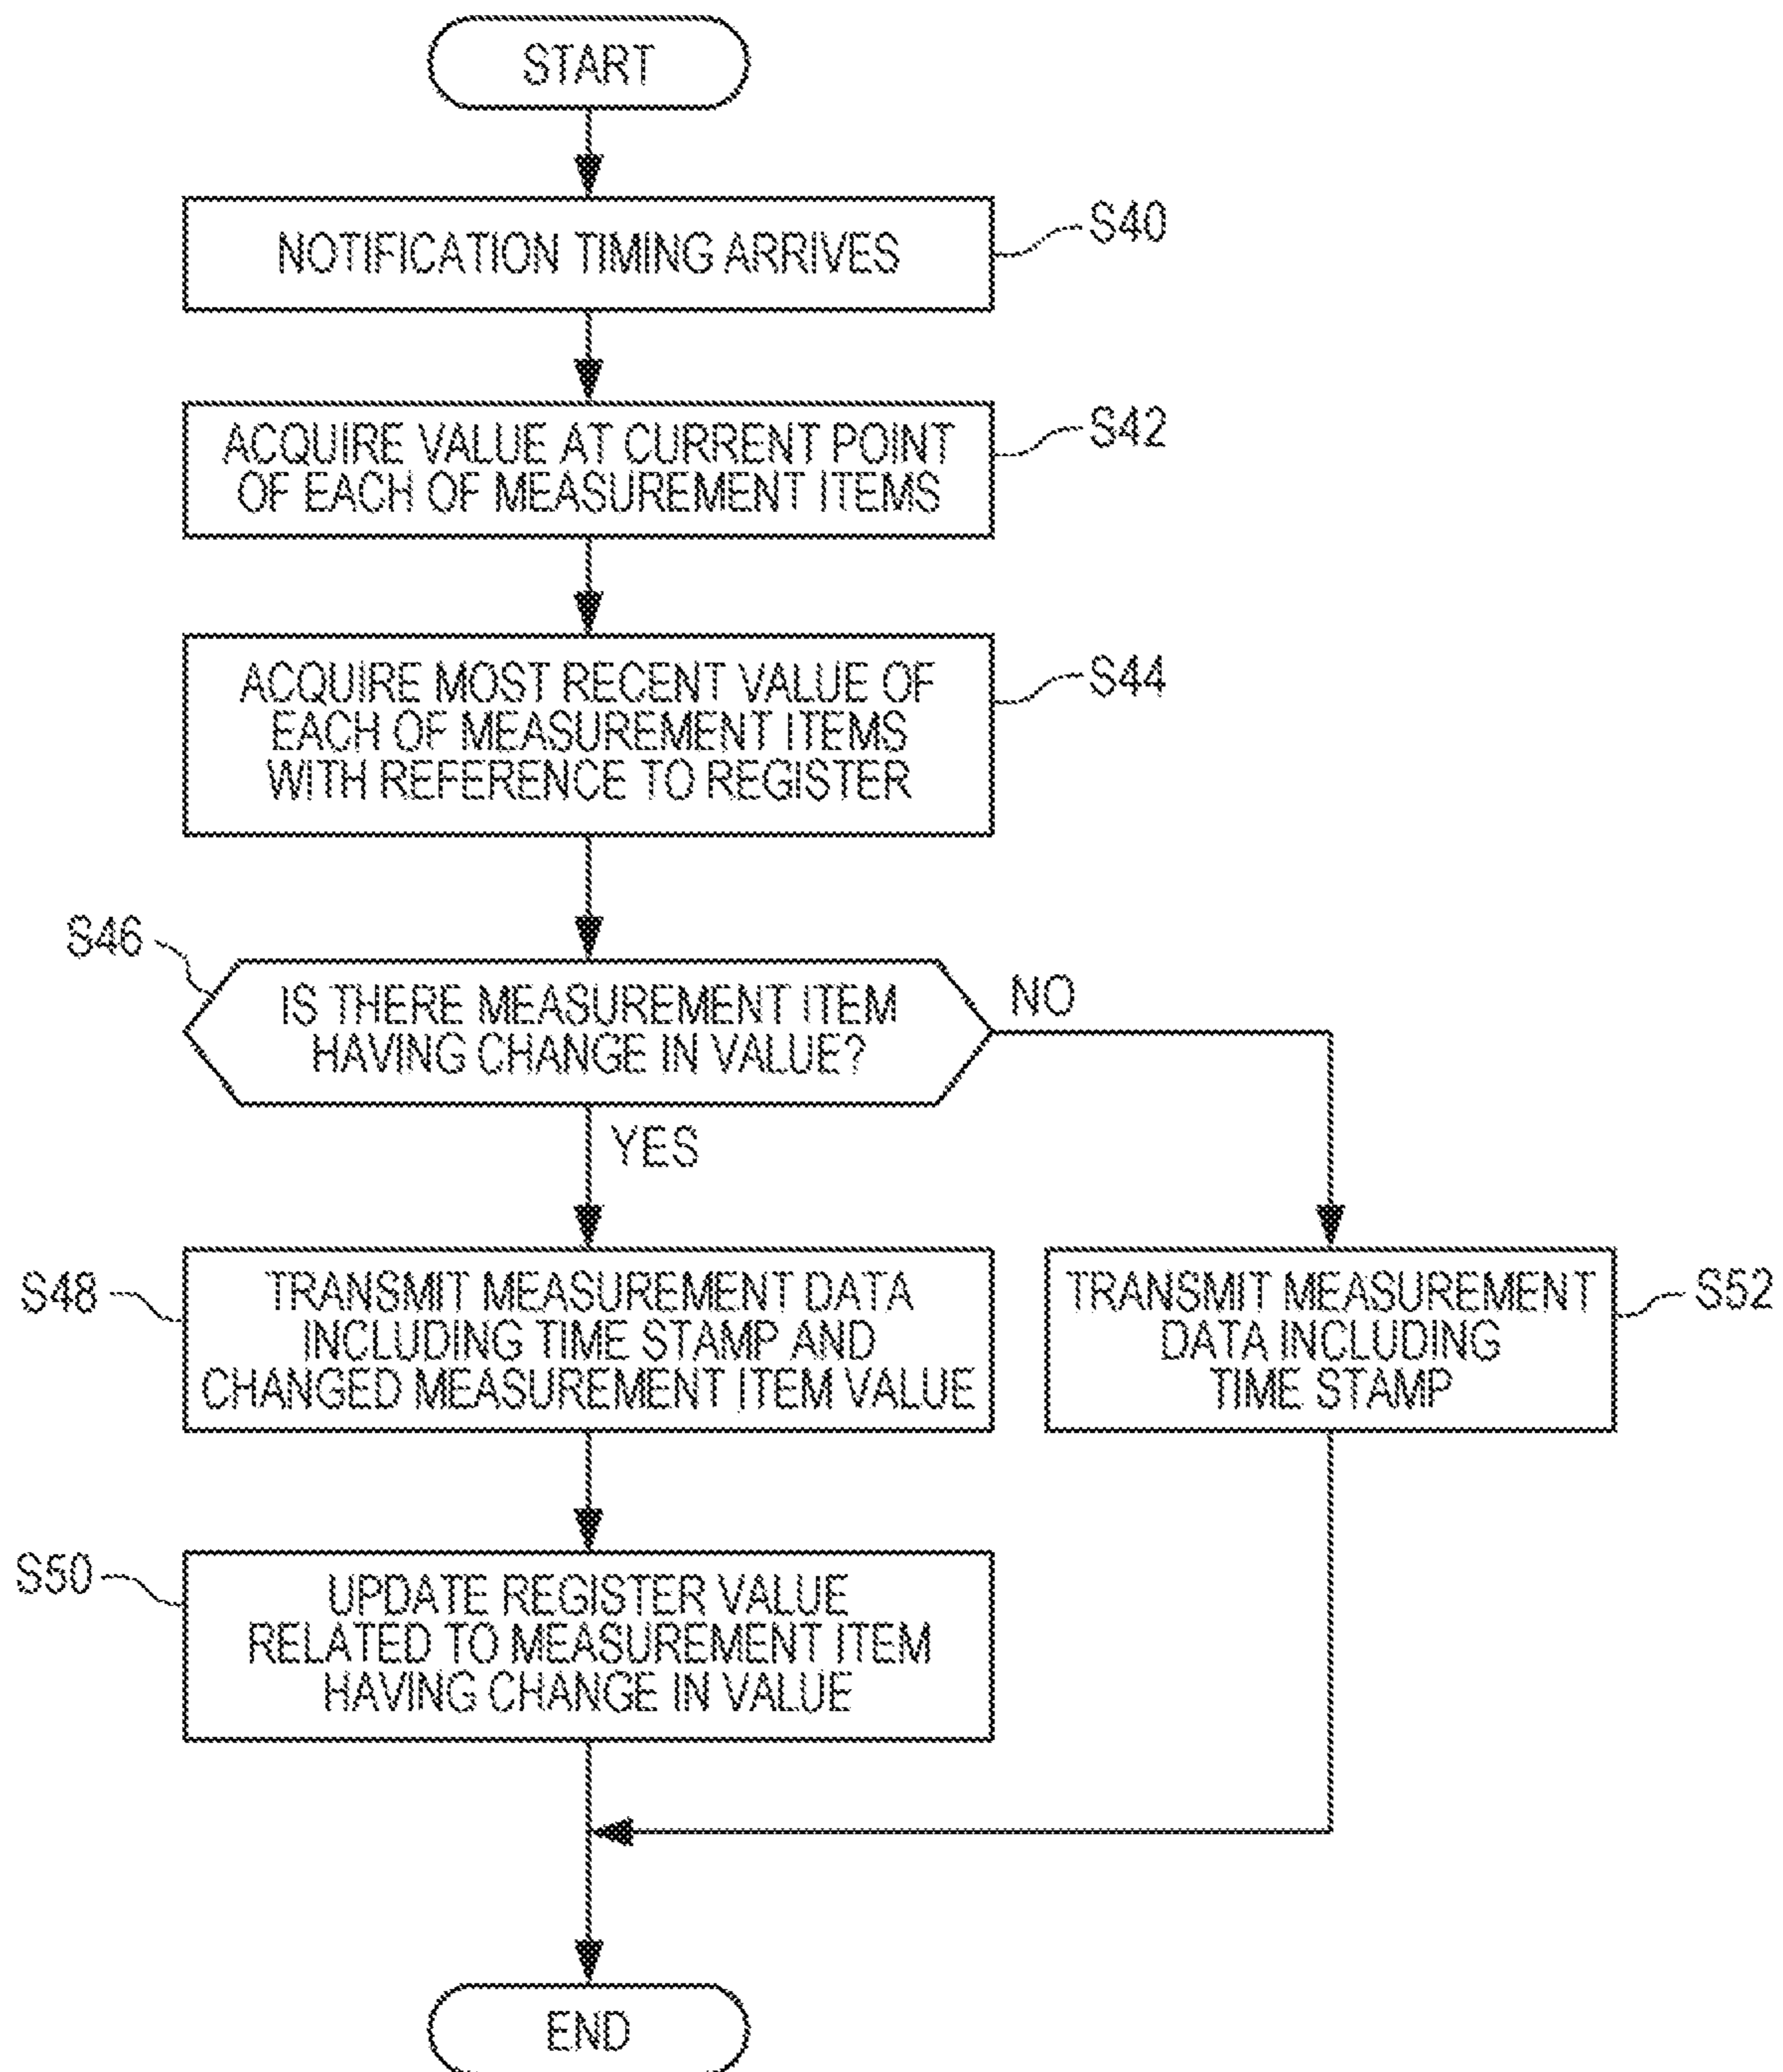 START
NOTIFICATION TIMING ARRIVES
S40
ACQUIRE VALUE AT CURRENT POINT
OF EACH OF MEASUREMENT ITEMS
S42
ACQUIRE MOST RECENT VALUE OF
EACH OF MEASUREMENT ITEMS
WITH REFERENCE TO REGISTER
S44
S46
IS THERE MEASUREMENT ITEM
HAVING CHANGE IN VALUE?
NO
YES
S48
TRANSMIT MEASUREMENT DATA
INCLUDING TIME STAMP AND
CHANGED MEASUREMENT ITEM VALUE
TRANSMIT MEASUREMENT
DATA INCLUDING
TIME STAMP
S52
S50
UPDATE REGISTER VALUE
RELATED TO MEASUREMENT ITEM
HAVING CHANGE IN VALUE
END